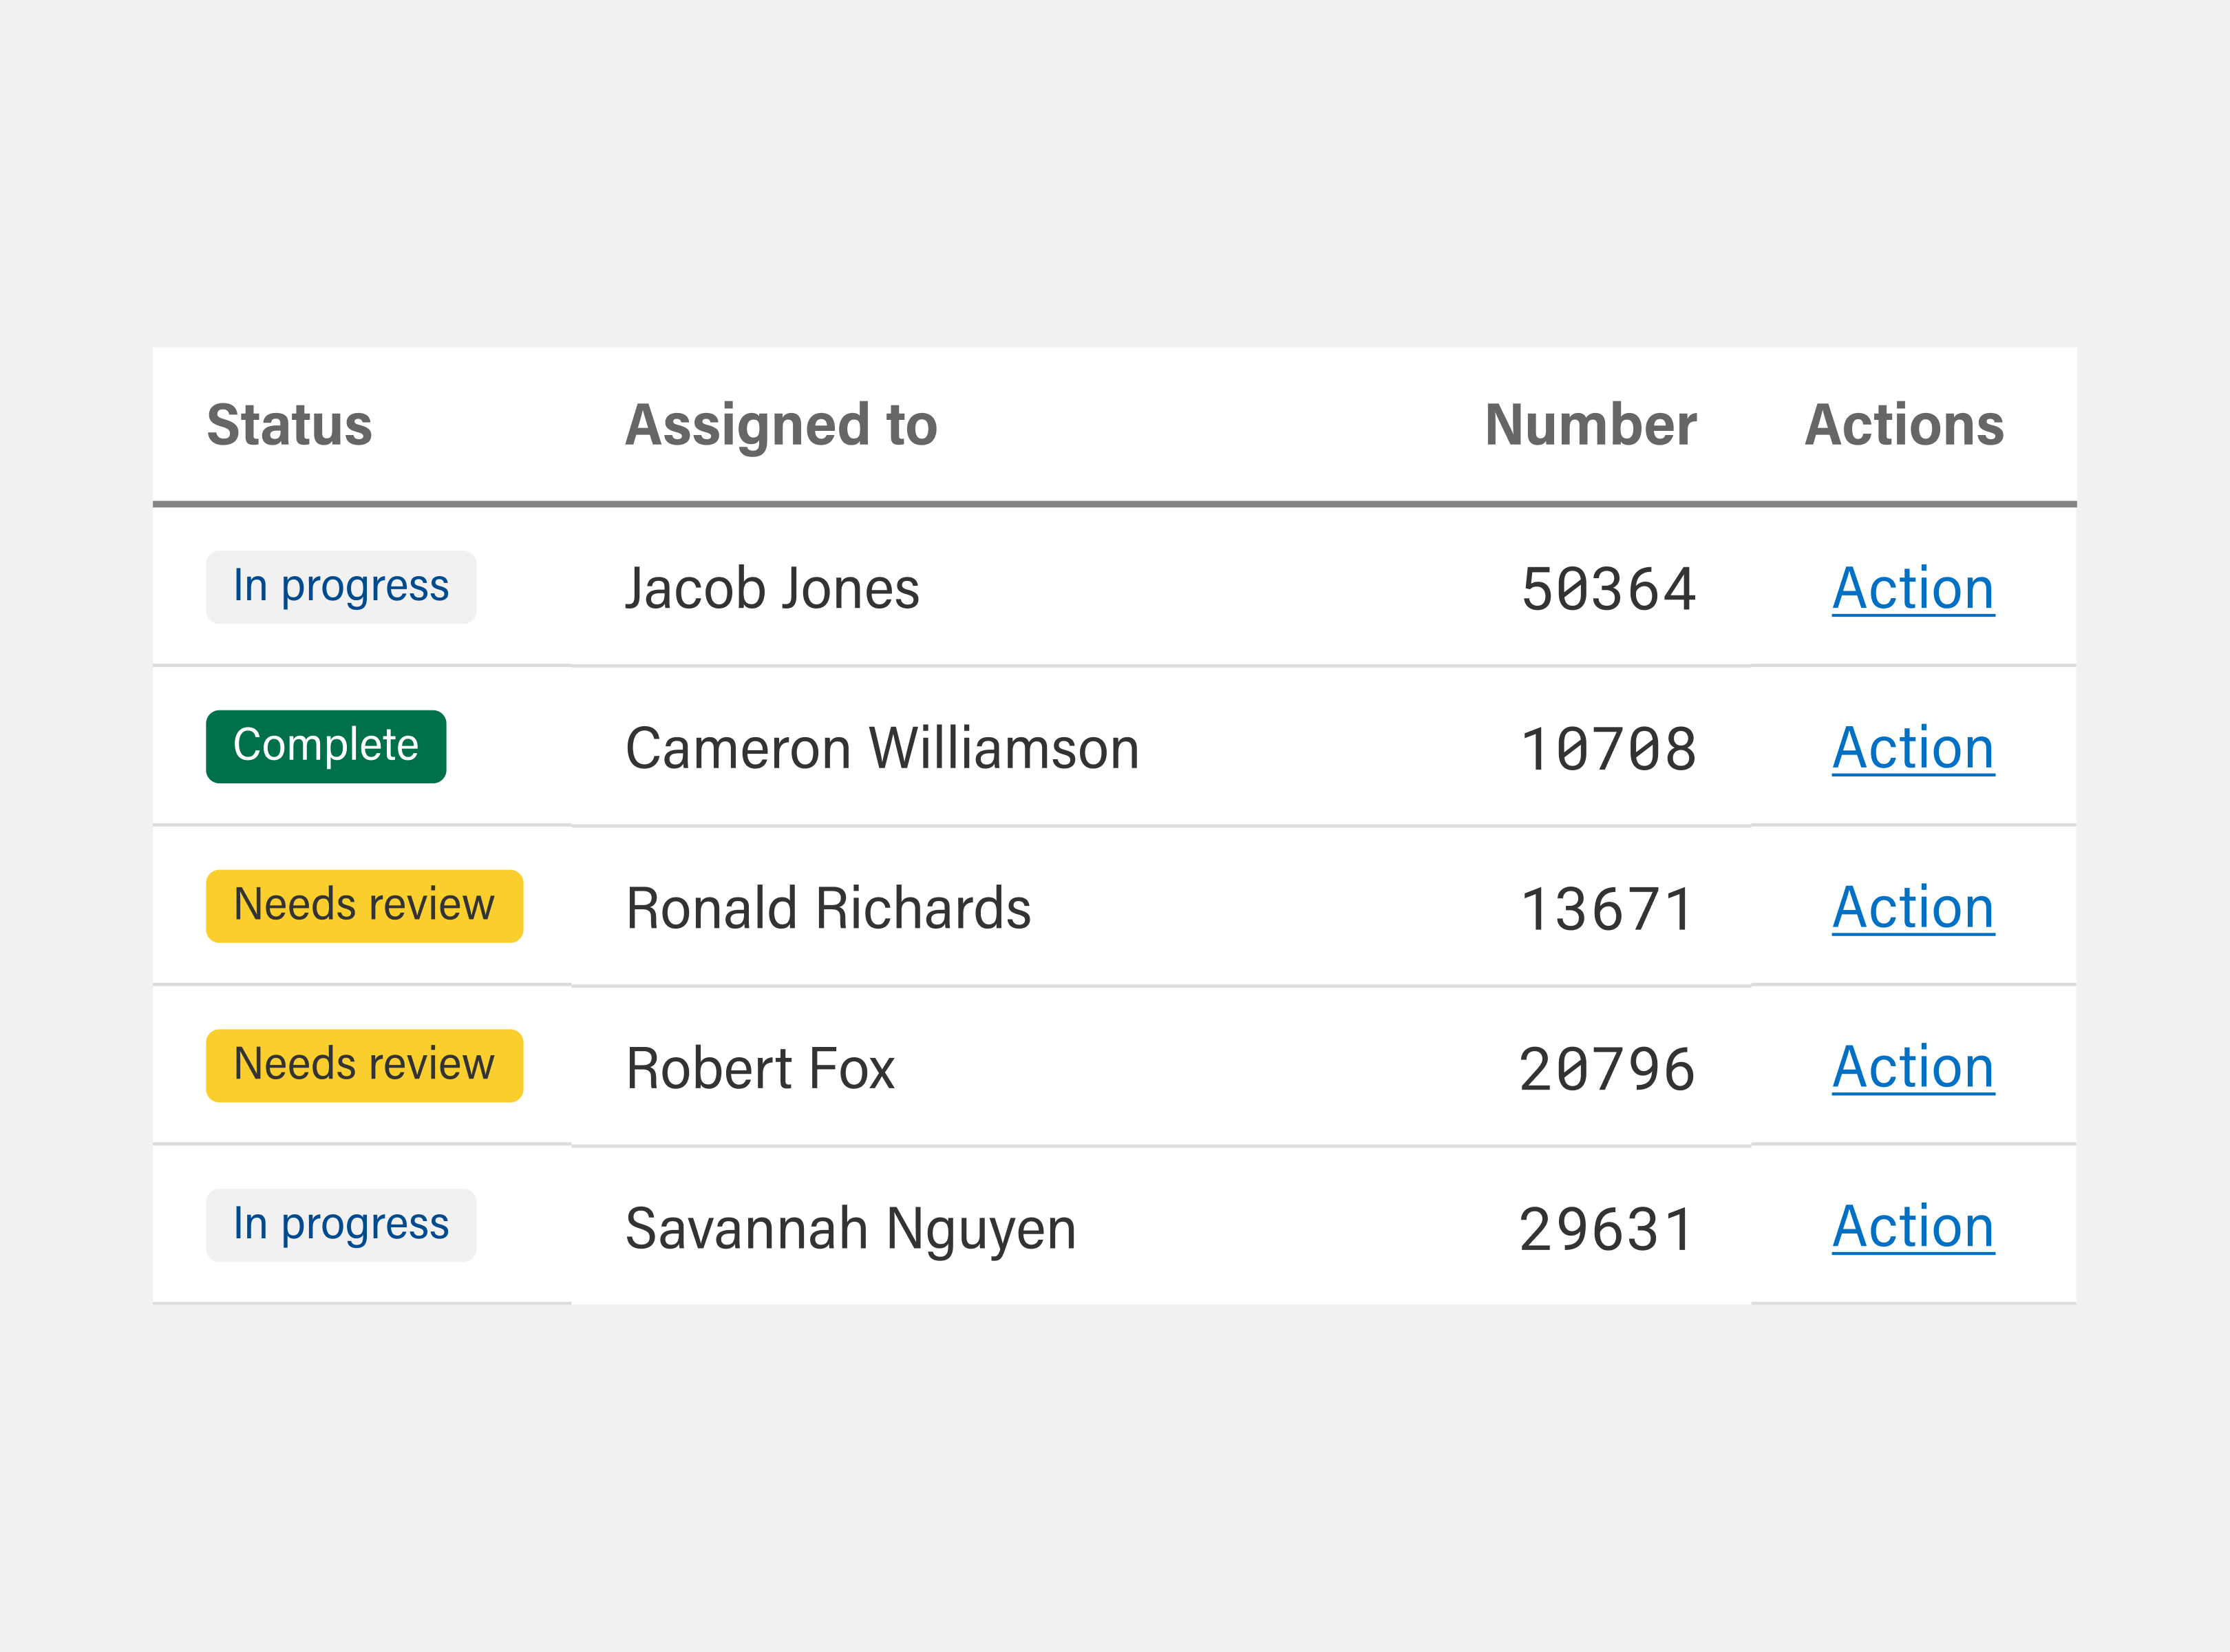 Status Assigned to Number Actions
In progress Jacob Jones 50364 Action
Complete Cameron Williamson 10708 Action
Needs review Ronald Richards 13671 Action
Needs review Robert Fox 20796 Action
In progress Savannah Nguyen 29631 Action